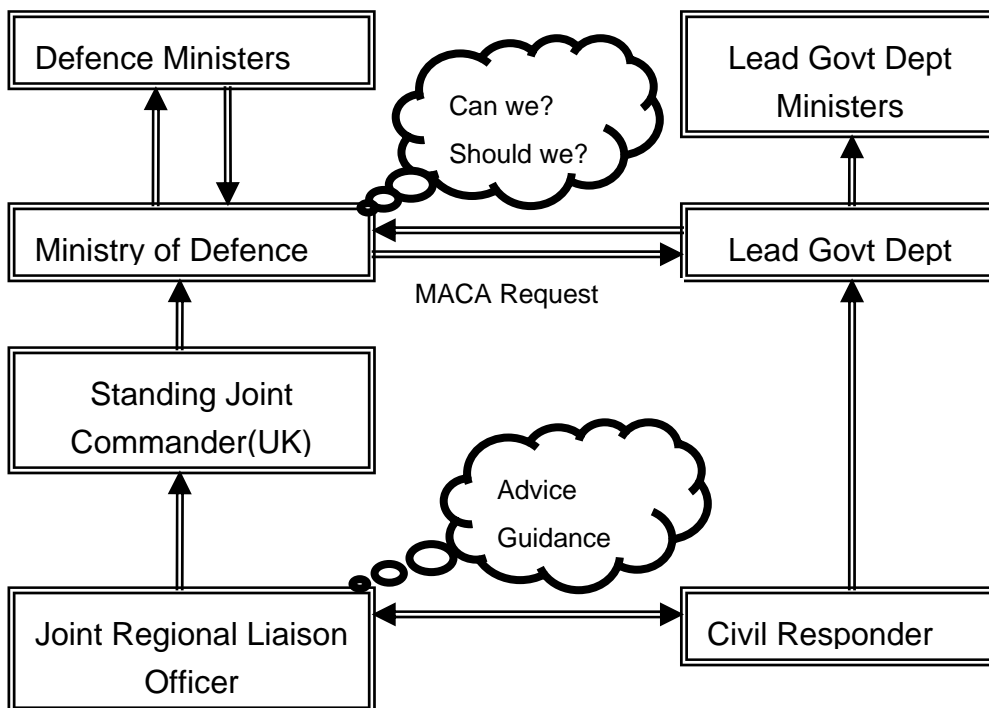 Defence Ministers
Lead Govt Dept
Ministers
Can we?
Should we?
Ministry of Defence
Lead Govt Dept
MACA Request
Standing Joint
Commander(UK)
Advice
Guidance
Joint Regional Liaison
Officer
Civil Responder